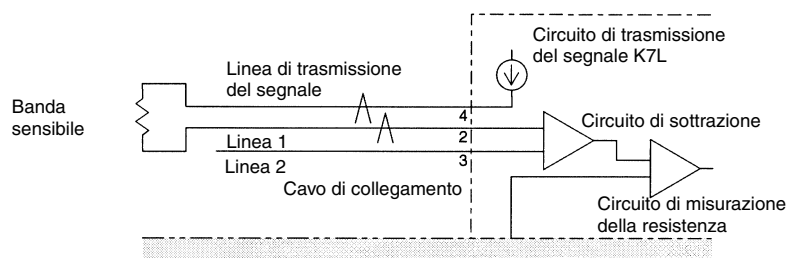 Circuito di trasmissione
del segnale K7L
Linea di trasmissione
del segnale
Banda
sensibile
4
Circuito di sottrazione
2
Linea 1
3
Linea 2
Cavo di collegamento
Circuito di misurazione
della resistenza